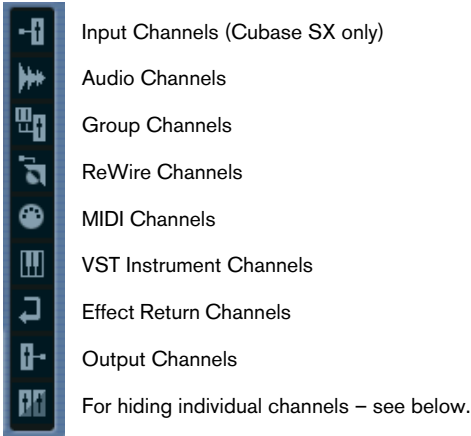 Input Channels (Cubase SX only)
Audio Channels
Group Channels
ReWire Channels
MIDI Channels
VST Instrument Channels
Effect Return Channels
Output Channels
For hiding individual channels – see below.